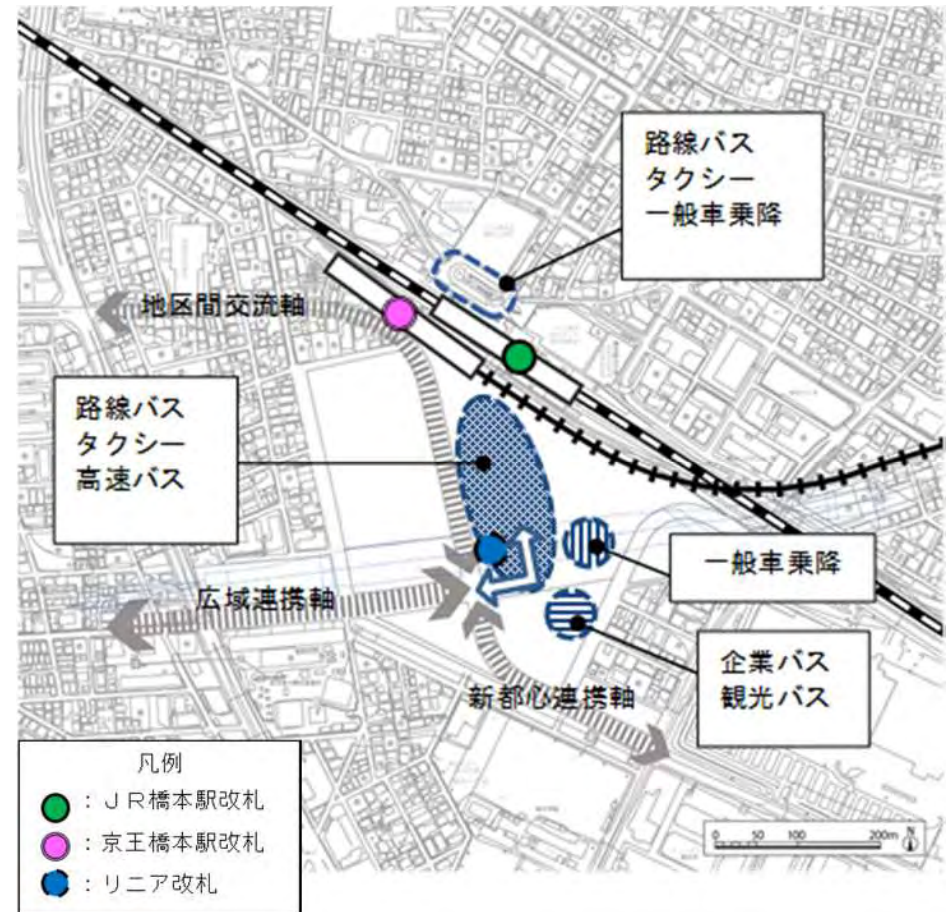 路線バス
タクシー
一般車乗降
地区間交流軸
路線バス
タクシー
高速バス
一般車乗降
広域連携軸
企業バス
観光バス
新都心連携軸
凡例
：ＪＲ橋本駅改札
：京王橋本駅改札
：リニア改札
0 50 100 200m
N